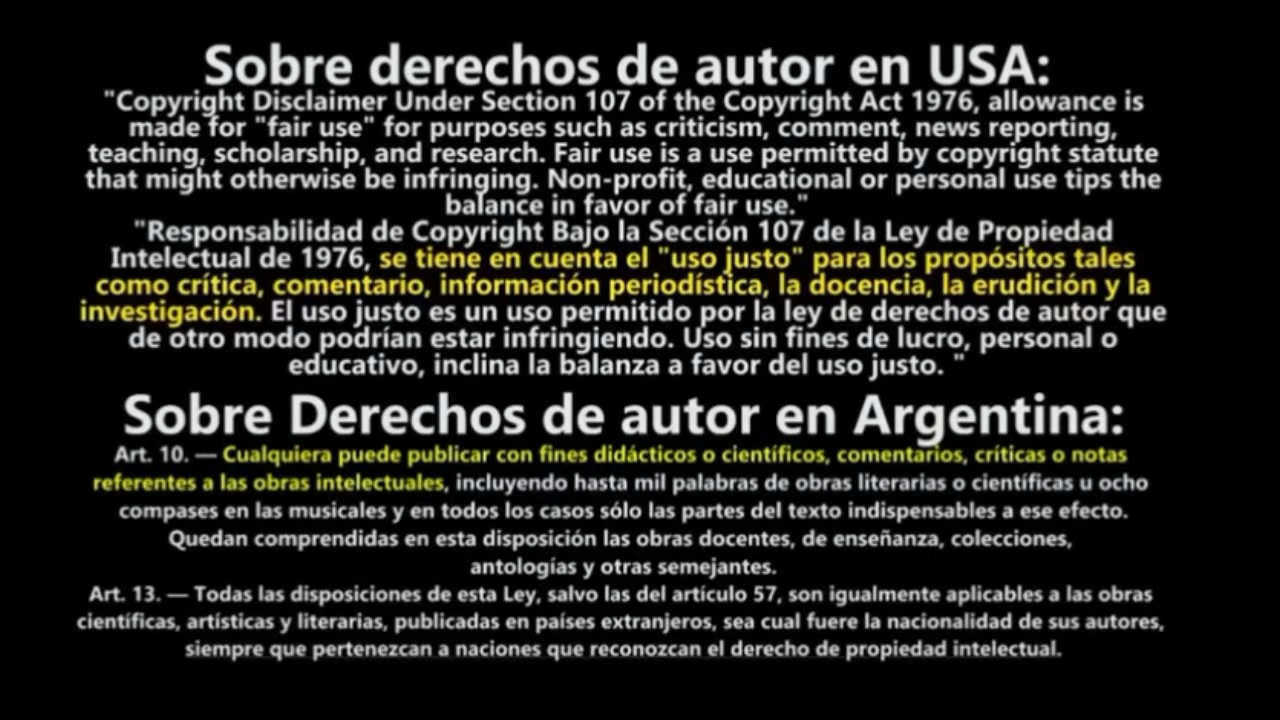 Sobre derechos de autor en USA:
"Copyright Disclaimer Under Section 107 of the Copyright Act 1976, allowance is
made for "fair use" for purposes such as criticism, comment, news reporting,
teaching, scholarship, and research. Fair use is a use permitted by copyright statute
that might otherwise be infringing. Non-profit, educational or personal use tips the
balance in favor of fair use."
"Responsabilidad de Copyright Bajo la Sección 107 de la Ley de Propiedad
Intelectual de 1976, se tiene en cuenta el "uso justo" para los propósitos tales
como crítica, comentario, información periodística, la docencia, la erudición y la
investigación. El uso justo es un uso permitido por la ley de derechos de autor que
de otro modo podrían estar infringiendo. Uso sin fines de lucro, personal o
educativo, inclina la balanza a favor del uso justo. "
Sobre Derechos de autor en Argentina:
Art. 10. — Cualquiera puede publicar con fines didácticos o científicos, comentarios, críticas o notas
referentes a las obras intelectuales, incluyendo hasta mil palabras de obras literarias o científicas u ocho
compases en las musicales y en todos los casos sólo las partes del texto indispensables a ese efecto.
Quedan comprendidas en esta disposición las obras docentes, de enseñanza, colecciones,
antologías y otras semejantes.
Art. 13. — Todas las disposiciones de esta Ley, salvo las del artículo 57, son igualmente aplicables a las obras
científicas, artísticas y literarias, publicadas en países extranjeros, sea cual fuere la nacionalidad de sus autores,
siempre que pertenezcan a naciones que reconozcan el derecho de propiedad intelectual.